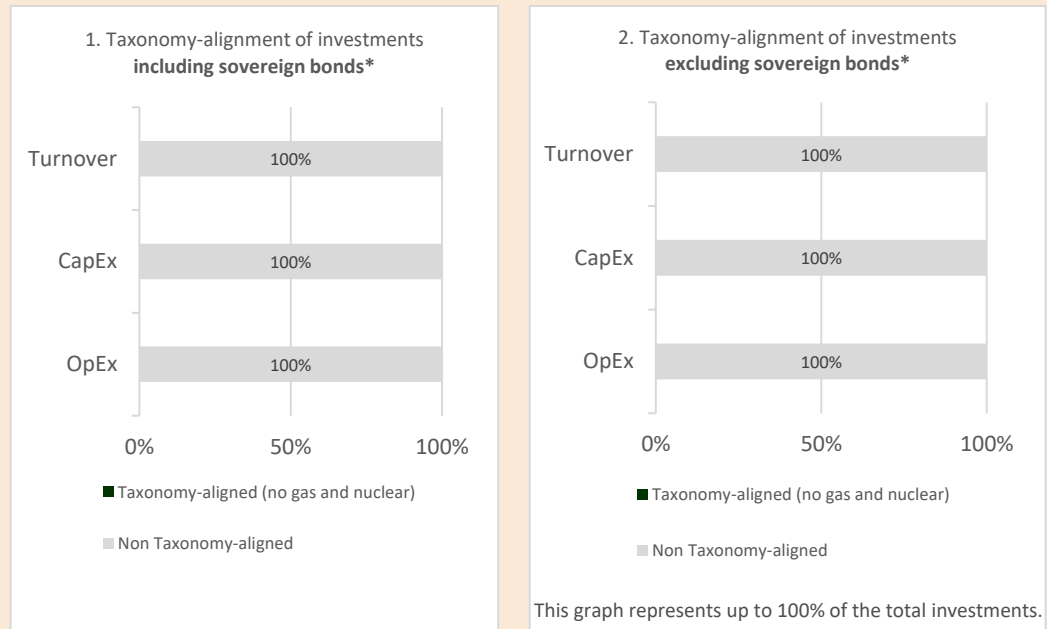 1. Taxonomy-alignment of investments
including sovereign bonds*
Turnover
100%
CapEx
100%
OpEx
100%
0%
50%
100%
Taxonomy-aligned (no gas and nuclear)
Non Taxonomy-aligned
2. Taxonomy-alignment of investments
excluding sovereign bonds*
Turnover
100%
CapEx
100%
OpEx
100%
0%
50%
100%
Taxonomy-aligned (no gas and nuclear)
Non Taxonomy-aligned
This graph represents up to 100% of the total investments.